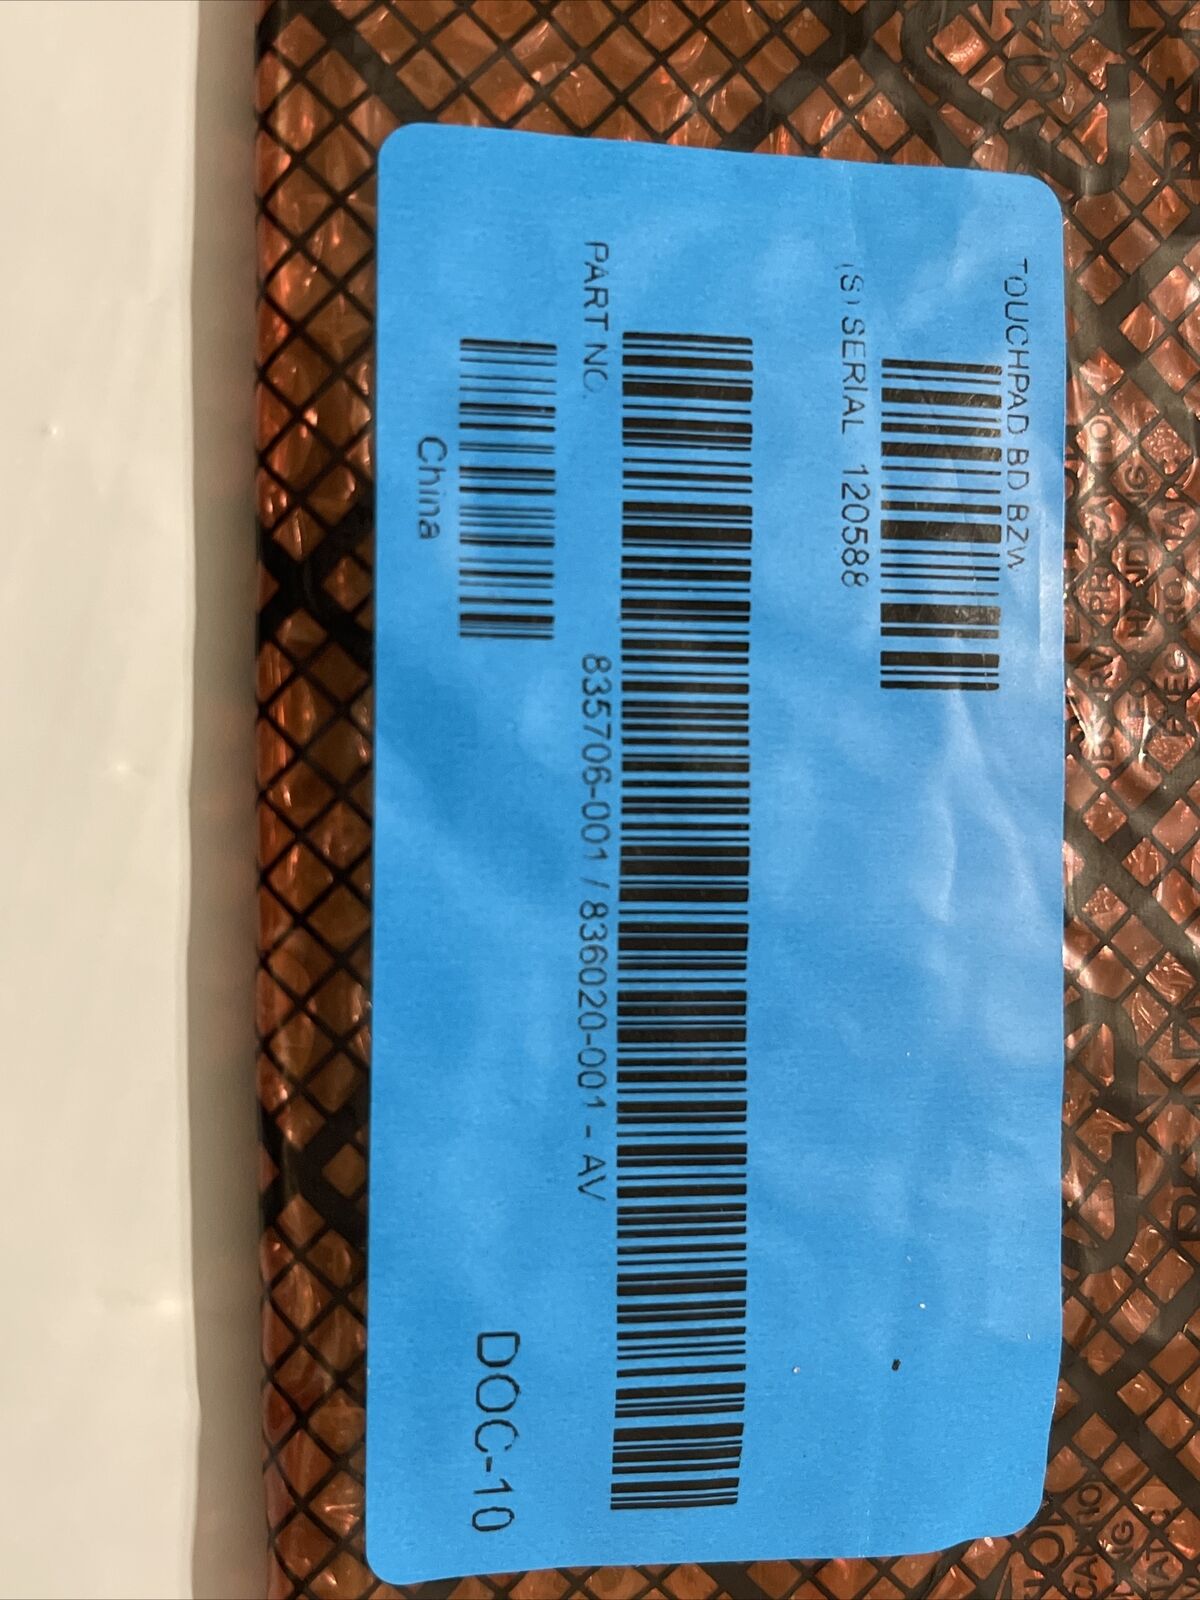 TOUCHPAD BD BZW
(S) SERIAL 120588
PART NO. 835706-001 / 836020-001 - AV
China
DOC-10